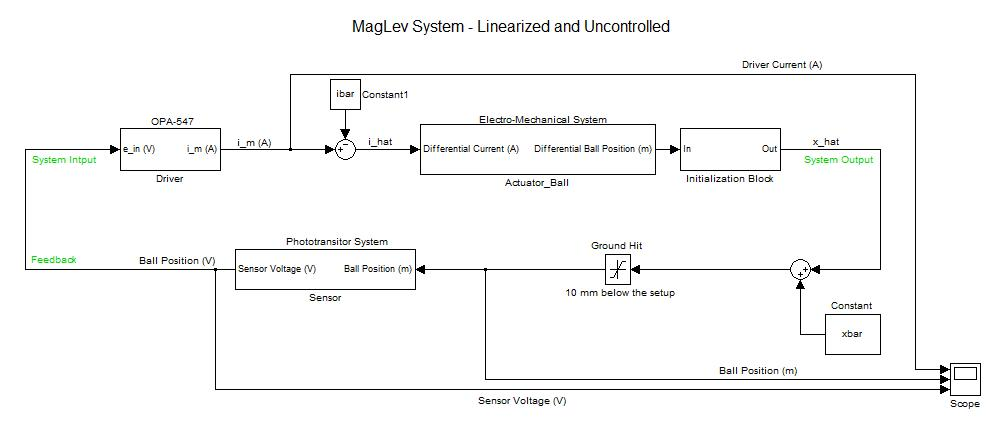 MagLev System - Linearized and Uncontrolled
Driver Current (A)
ibar
Constant1
OPA-547
e_in (V)
i_m (A)
Driver
i_m (A)
-
+
i_hat
Electro-Mechanical System
Differential Current (A)
Differential Ball Position (m)
Actuator_Ball
In
Out
Initialization Block
x_hat
System Intput
System Output
Feedback
Ball Position (V)
Phototransitor System
Sensor Voltage (V)
Ball Position (m)
Sensor
Ground Hit
10 mm below the setup
+
+
Constant
xbar
Ball Position (m)
Sensor Voltage (V)
Scope